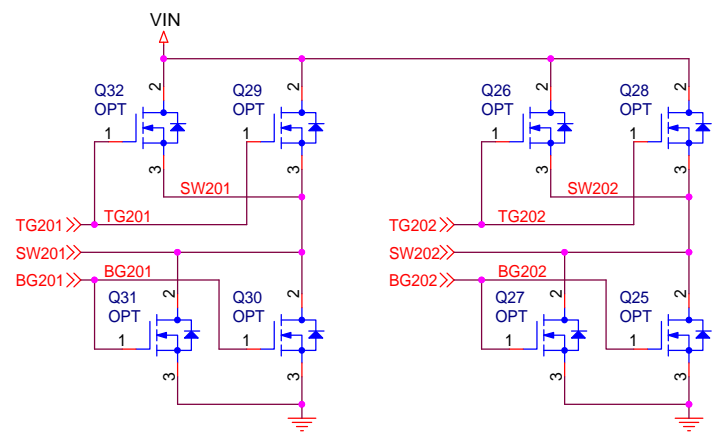 VIN
Q32 OPT 1 2 3
Q29 OPT 1 2 3
Q26 OPT 1 2 3
Q28 OPT 1 2 3
SW201
SW202
TG201
TG201
TG202
TG202
SW201
SW202
BG201
BG201
BG202
BG202
Q31 OPT 1 2 3
Q30 OPT 1 2 3
Q27 OPT 1 2 3
Q25 OPT 1 2 3